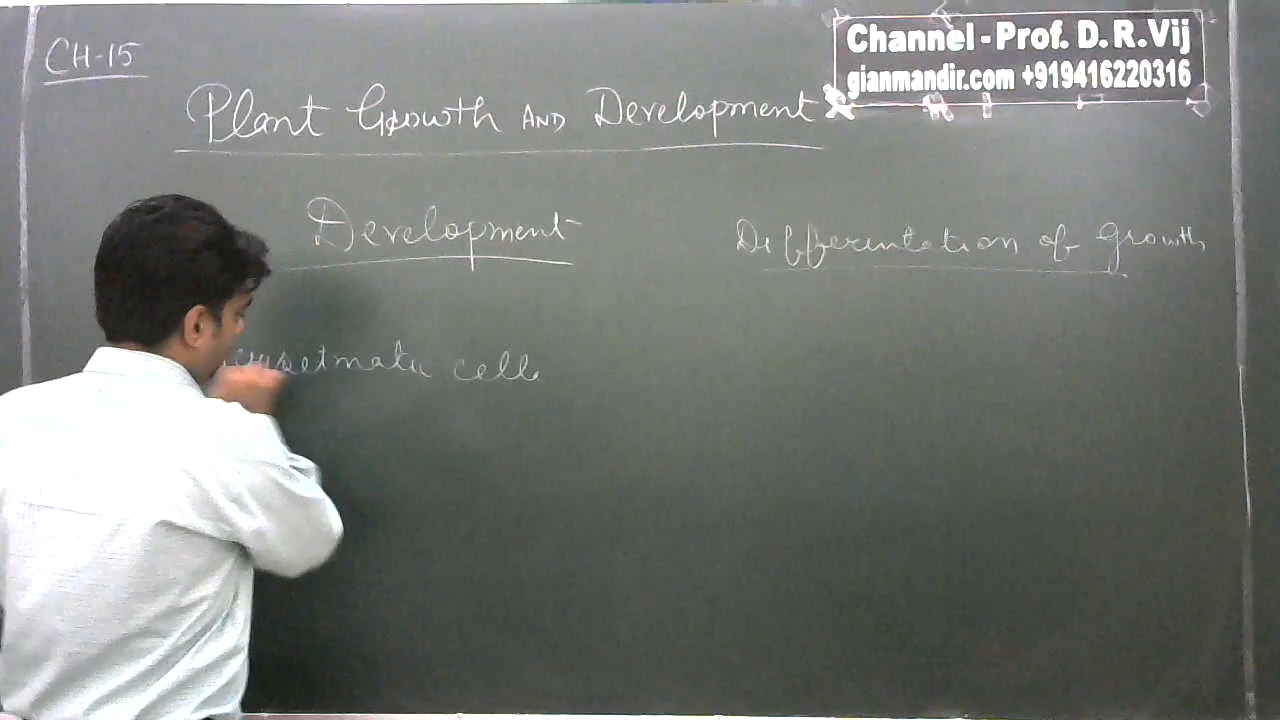 CH-15
Channel - Prof. D. R. Vij
gianmandir.com +919416220316
Plant Growth AND Development
Development
Differentation of Growth
cell